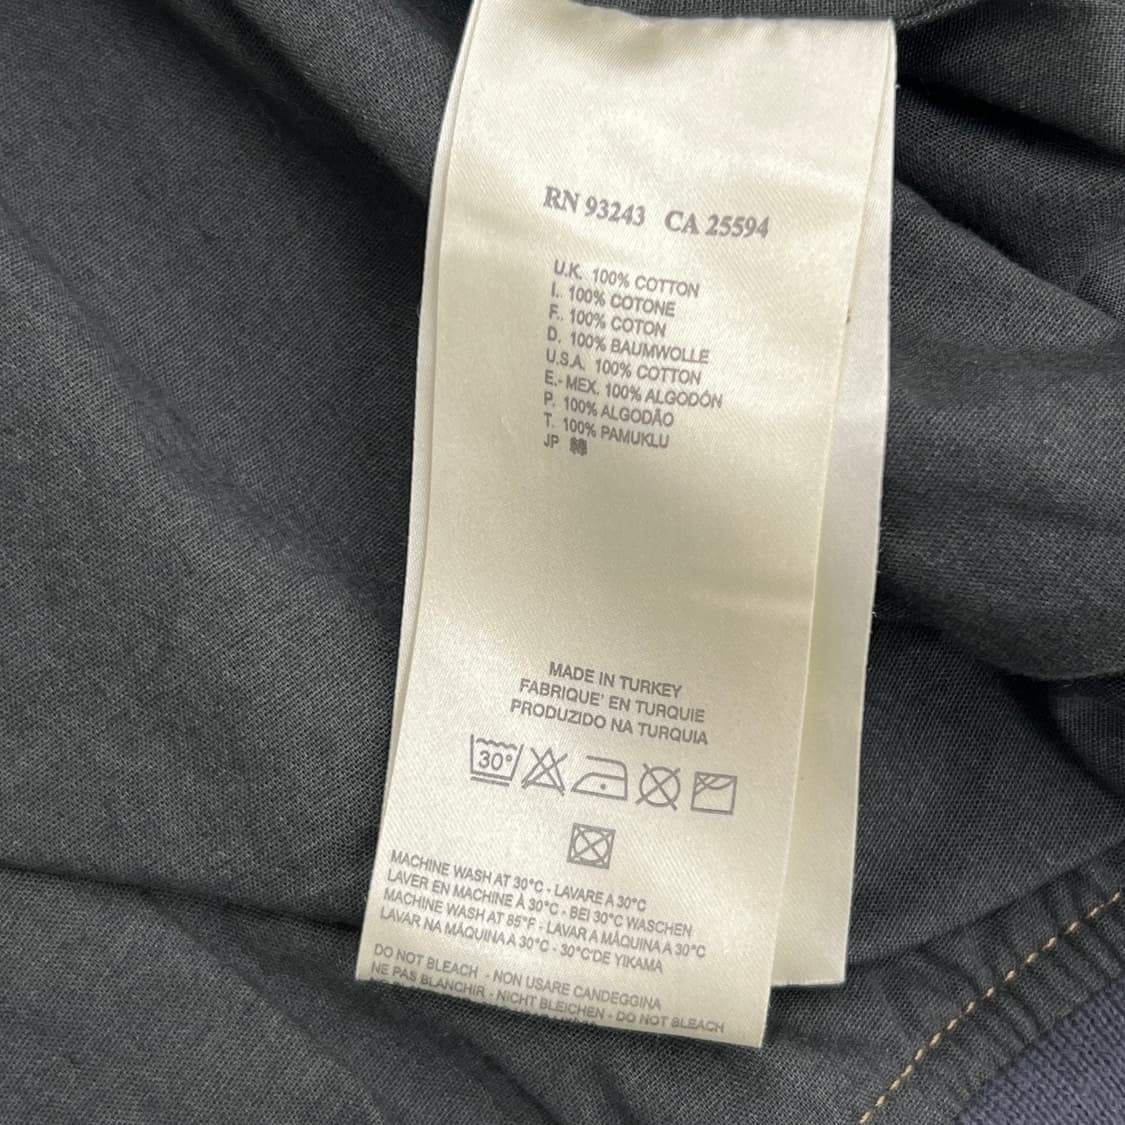 RN 93243 CA 25594
U.K. 100% COTTON
I. 100% COTONE
F. 100% COTON
D. 100% BAUMWOLLE
U.S.A. 100% COTTON
E.- MEX. 100% ALGODÓN
P. 100% ALGODÃO
T. 100% PAMUKLU
JP
MADE IN TURKEY
FABRIQUE' EN TURQUIE
PRODUZIDO NA TURQUIA
30°
MACHINE WASH AT 30°C - LAVARE A 30°C
LAVER EN MACHINE À 30°C - BEI 30°C WASCHEN
MACHINE WASH AT 85°F - LAVAR A MÁQUINA A 30°C
LAVAR NA MÁQUINA A 30°C - 30°C'DE YIKAMA
DO NOT BLEACH - NON USARE CANDEGGINA
NE PAS BLANCHIR - NICHT BLEICHEN - DO NOT BLEACH